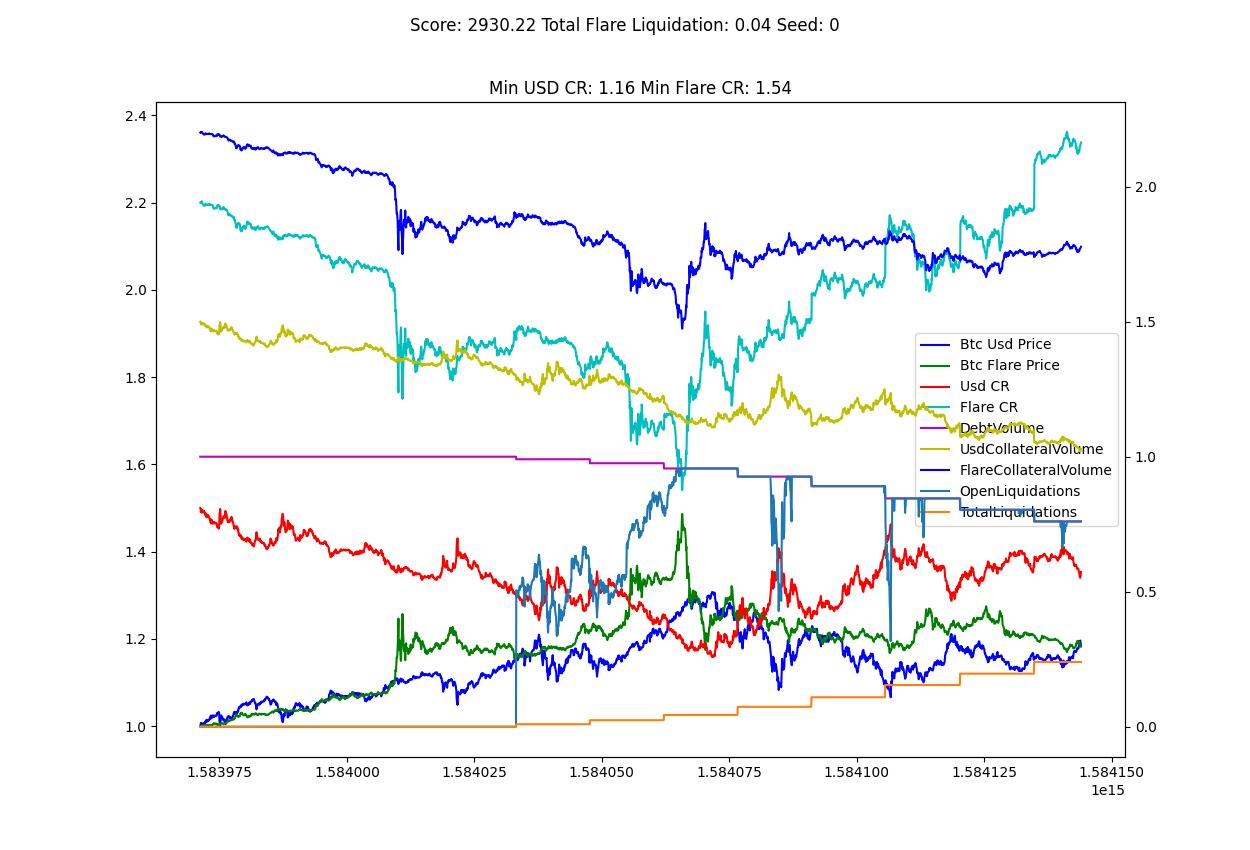 Score: 2930.22 Total Flare Liquidation: 0.04 Seed: 0
Min USD CR: 1.16 Min Flare CR: 1.54
2.4
2.2
2.0
1.8
1.6
1.4
1.2
1.0
2.0
1.5
1.0
0.5
0.0
Btc Usd Price
Btc Flare Price
Usd CR
Flare CR
DebtVolume
UsdCollateralVolume
FlareCollateralVolume
OpenLiquidations
TotalLiquidations
1.583975 1.584000 1.584025 1.584050 1.584075 1.584100 1.584125 1.584150
1e15